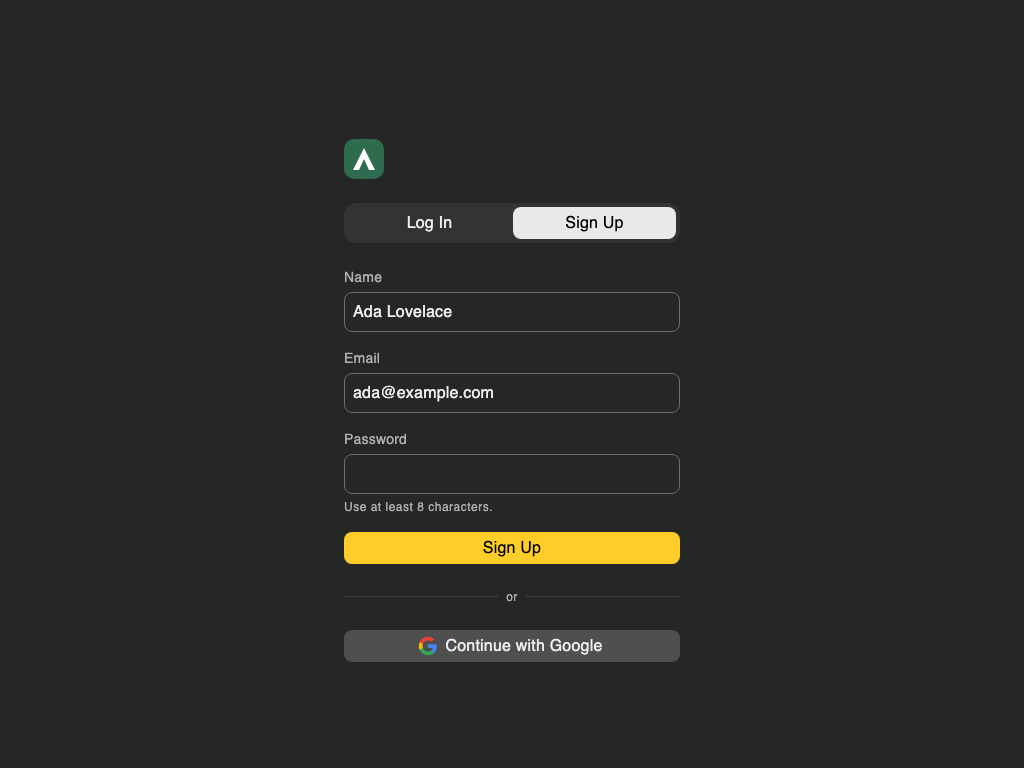 Log In
Sign Up
Name
Ada Lovelace
Email
ada@example.com
Password
Use at least 8 characters.
Sign Up
or
Continue with Google